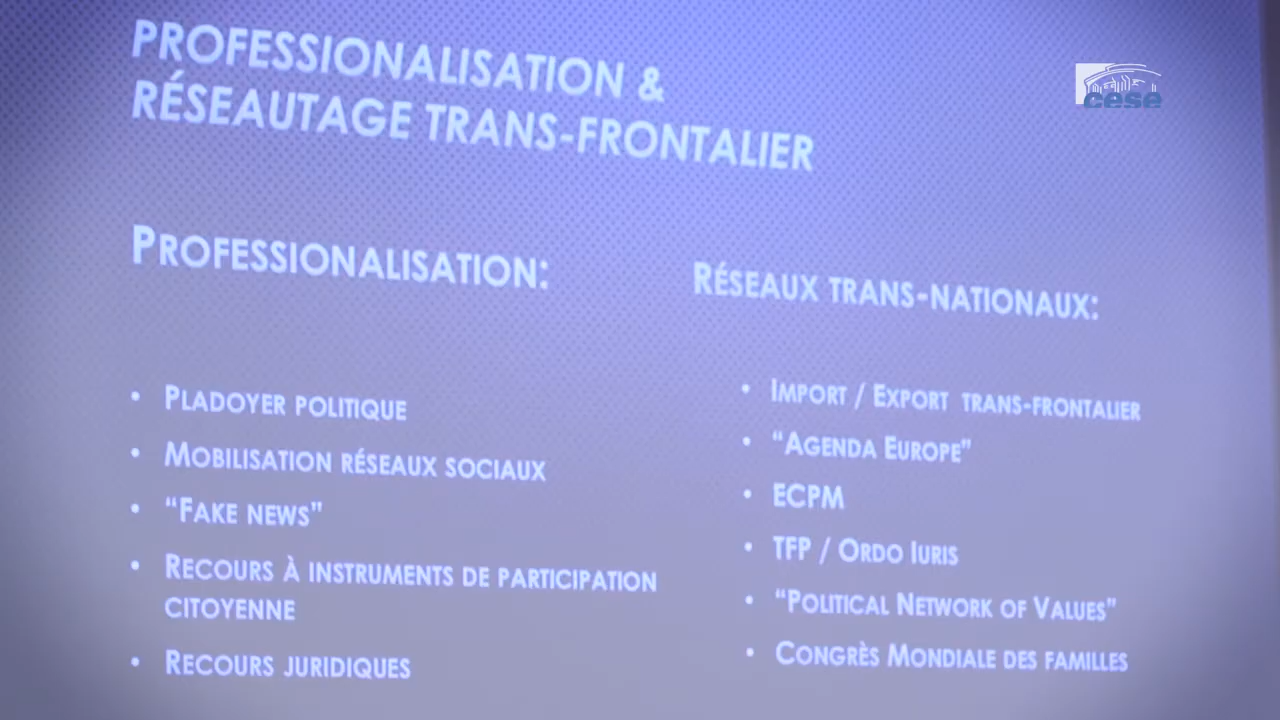 PROFESSIONALISATION &
RÉSEAUTAGE TRANS-FRONTALIER
cese
PROFESSIONALISATION:
• PLADOYER POLITIQUE
• MOBILISATION RÉSEAUX SOCIAUX
• “FAKE NEWS”
• RECOURS À INSTRUMENTS DE PARTICIPATION
CITOYENNE
• RECOURS JURIDIQUES
RÉSEAUX TRANS-NATIONAUX:
• IMPORT / EXPORT TRANS-FRONTALIER
• “AGENDA EUROPE”
• ECPM
• TFP / ORDO IURIS
• “POLITICAL NETWORK OF VALUES”
• CONGRÈS MONDIALE DES FAMILLES